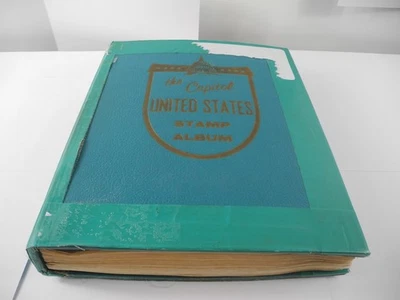 the Capitol
UNITED STATES
STAMP
ALBUM